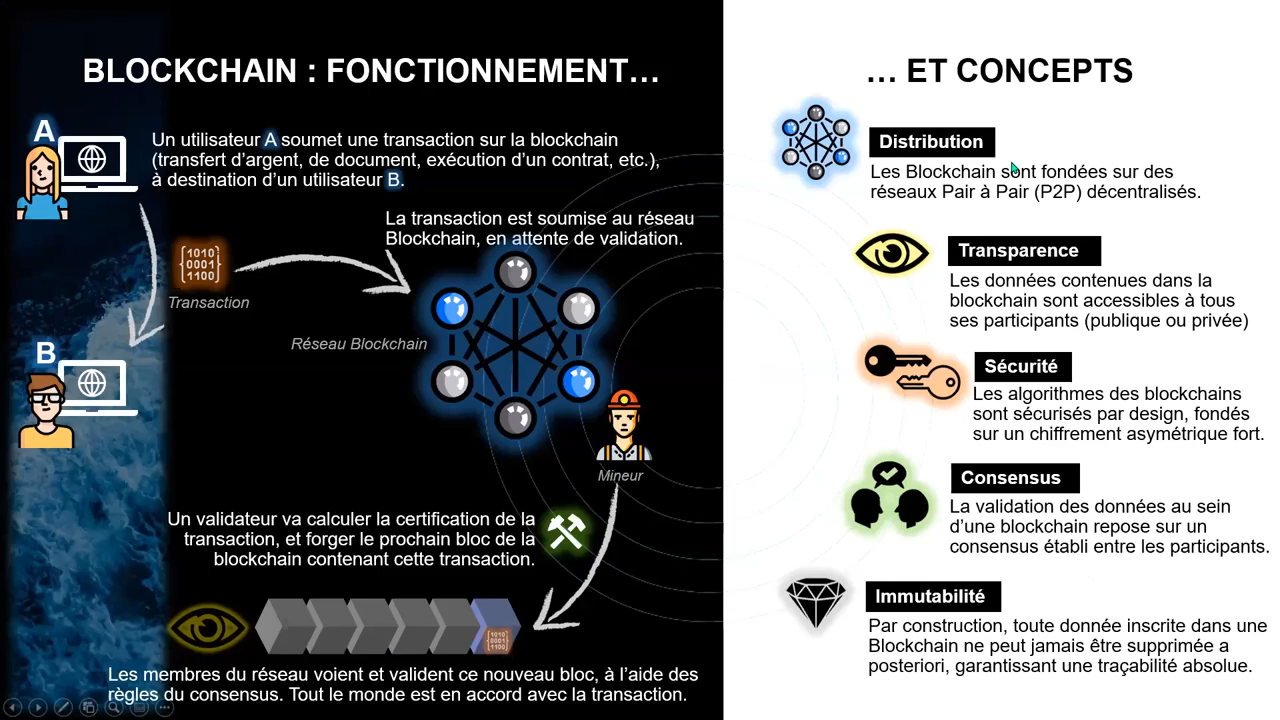 BLOCKCHAIN : FONCTIONNEMENT…
A
Un utilisateur A soumet une transaction sur la blockchain
(transfert d’argent, de document, exécution d’un contrat, etc.),
à destination d’un utilisateur B.
La transaction est soumise au réseau
Blockchain, en attente de validation.
1010
0001
1100
Transaction
Réseau Blockchain
B
Mineur
Un validateur va calculer la certification de la
transaction, et forger le prochain bloc de la
blockchain contenant cette transaction.
1010
0001
1100
Les membres du réseau voient et valident ce nouveau bloc, à l’aide des
règles du consensus. Tout le monde est en accord avec la transaction.
… ET CONCEPTS
Distribution
Les Blockchain sont fondées sur des
réseaux Pair à Pair (P2P) décentralisés.
Transparence
Les données contenues dans la
blockchain sont accessibles à tous
ses participants (publique ou privée)
Sécurité
Les algorithmes des blockchains
sont sécurisés par design, fondés
sur un chiffrement asymétrique fort.
Consensus
La validation des données au sein
d’une blockchain repose sur un
consensus établi entre les participants.
Immutabilité
Par construction, toute donnée inscrite dans une
Blockchain ne peut jamais être supprimée a
posteriori, garantissant une traçabilité absolue.